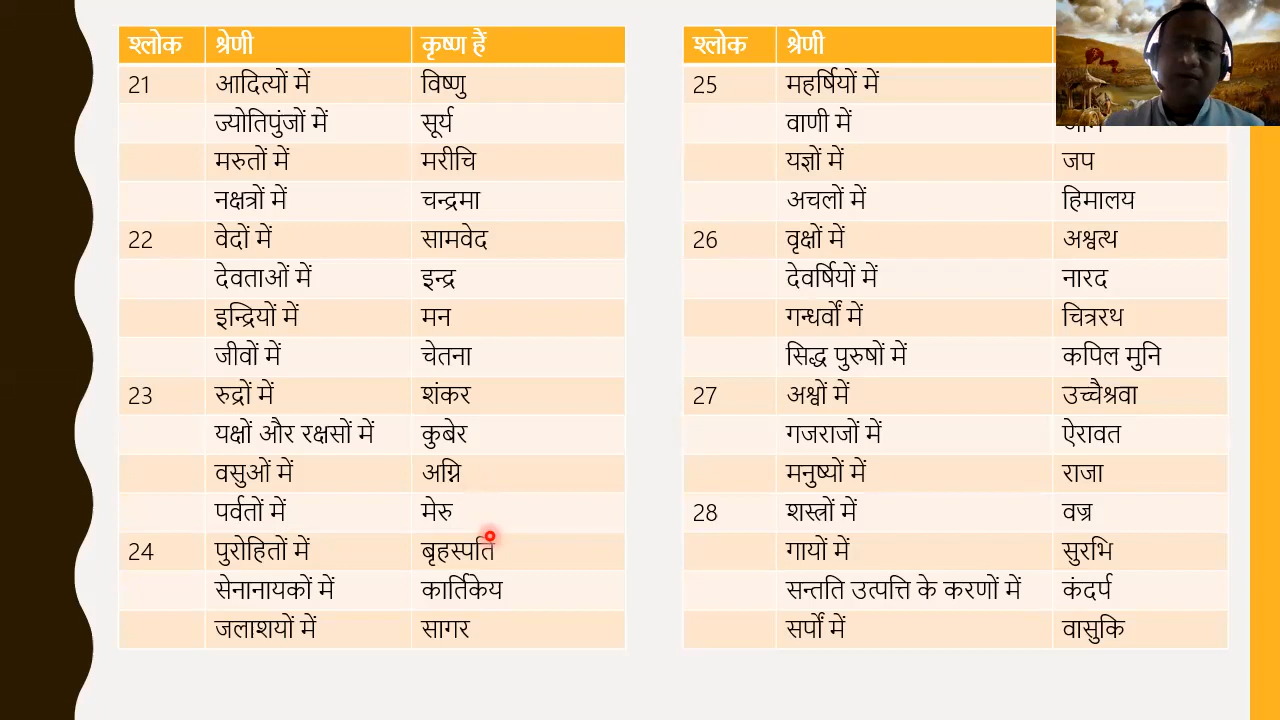 श्लोक श्रेणी कृष्ण हैं
21 आदित्यों में विष्णु
ज्योतिपुंजों में सूर्य
मरुतों में मरीचि
नक्षत्रों में चन्द्रमा
22 वेदों में सामवेद
देवताओं में इन्द्र
इन्द्रियों में मन
जीवों में चेतना
23 रुद्रों में शंकर
यक्षों और रक्षसों में कुबेर
वसुओं में अग्नि
पर्वतों में मेरु
24 पुरोहितों में बृहस्पति
सेनानायकों में कार्तिकेय
जलाशयों में सागर
श्लोक श्रेणी
25 महर्षियों में
वाणी में
यज्ञों में जप
अचलों में हिमालय
26 वृक्षों में अश्वत्थ
देवर्षियों में नारद
गन्धर्वों में चित्ररथ
सिद्ध पुरुषों में कपिल मुनि
27 अश्वों में उच्चैश्रवा
गजराजों में ऐरावत
मनुष्यों में राजा
28 शस्त्रों में वज्र
गायों में सुरभि
सन्तति उत्पत्ति के करणों में कंदर्प
सर्पों में वासुकि